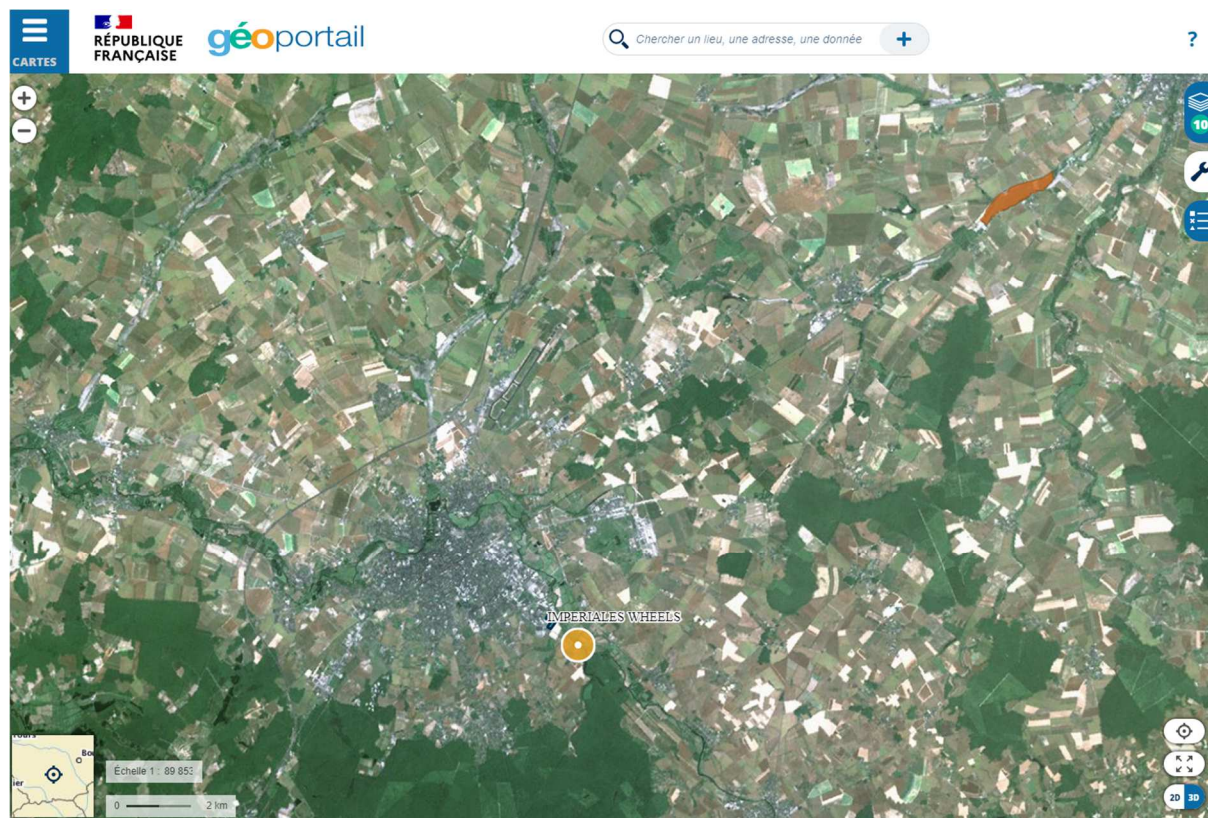 CARTES
RÉPUBLIQUE
FRANÇAISE
géoportail
Chercher un lieu, une adresse, une donnée
+
?
+
−
10
IMPERIALES WHEELS
Échelle 1 : 89 853
0
2 km
2D
3D